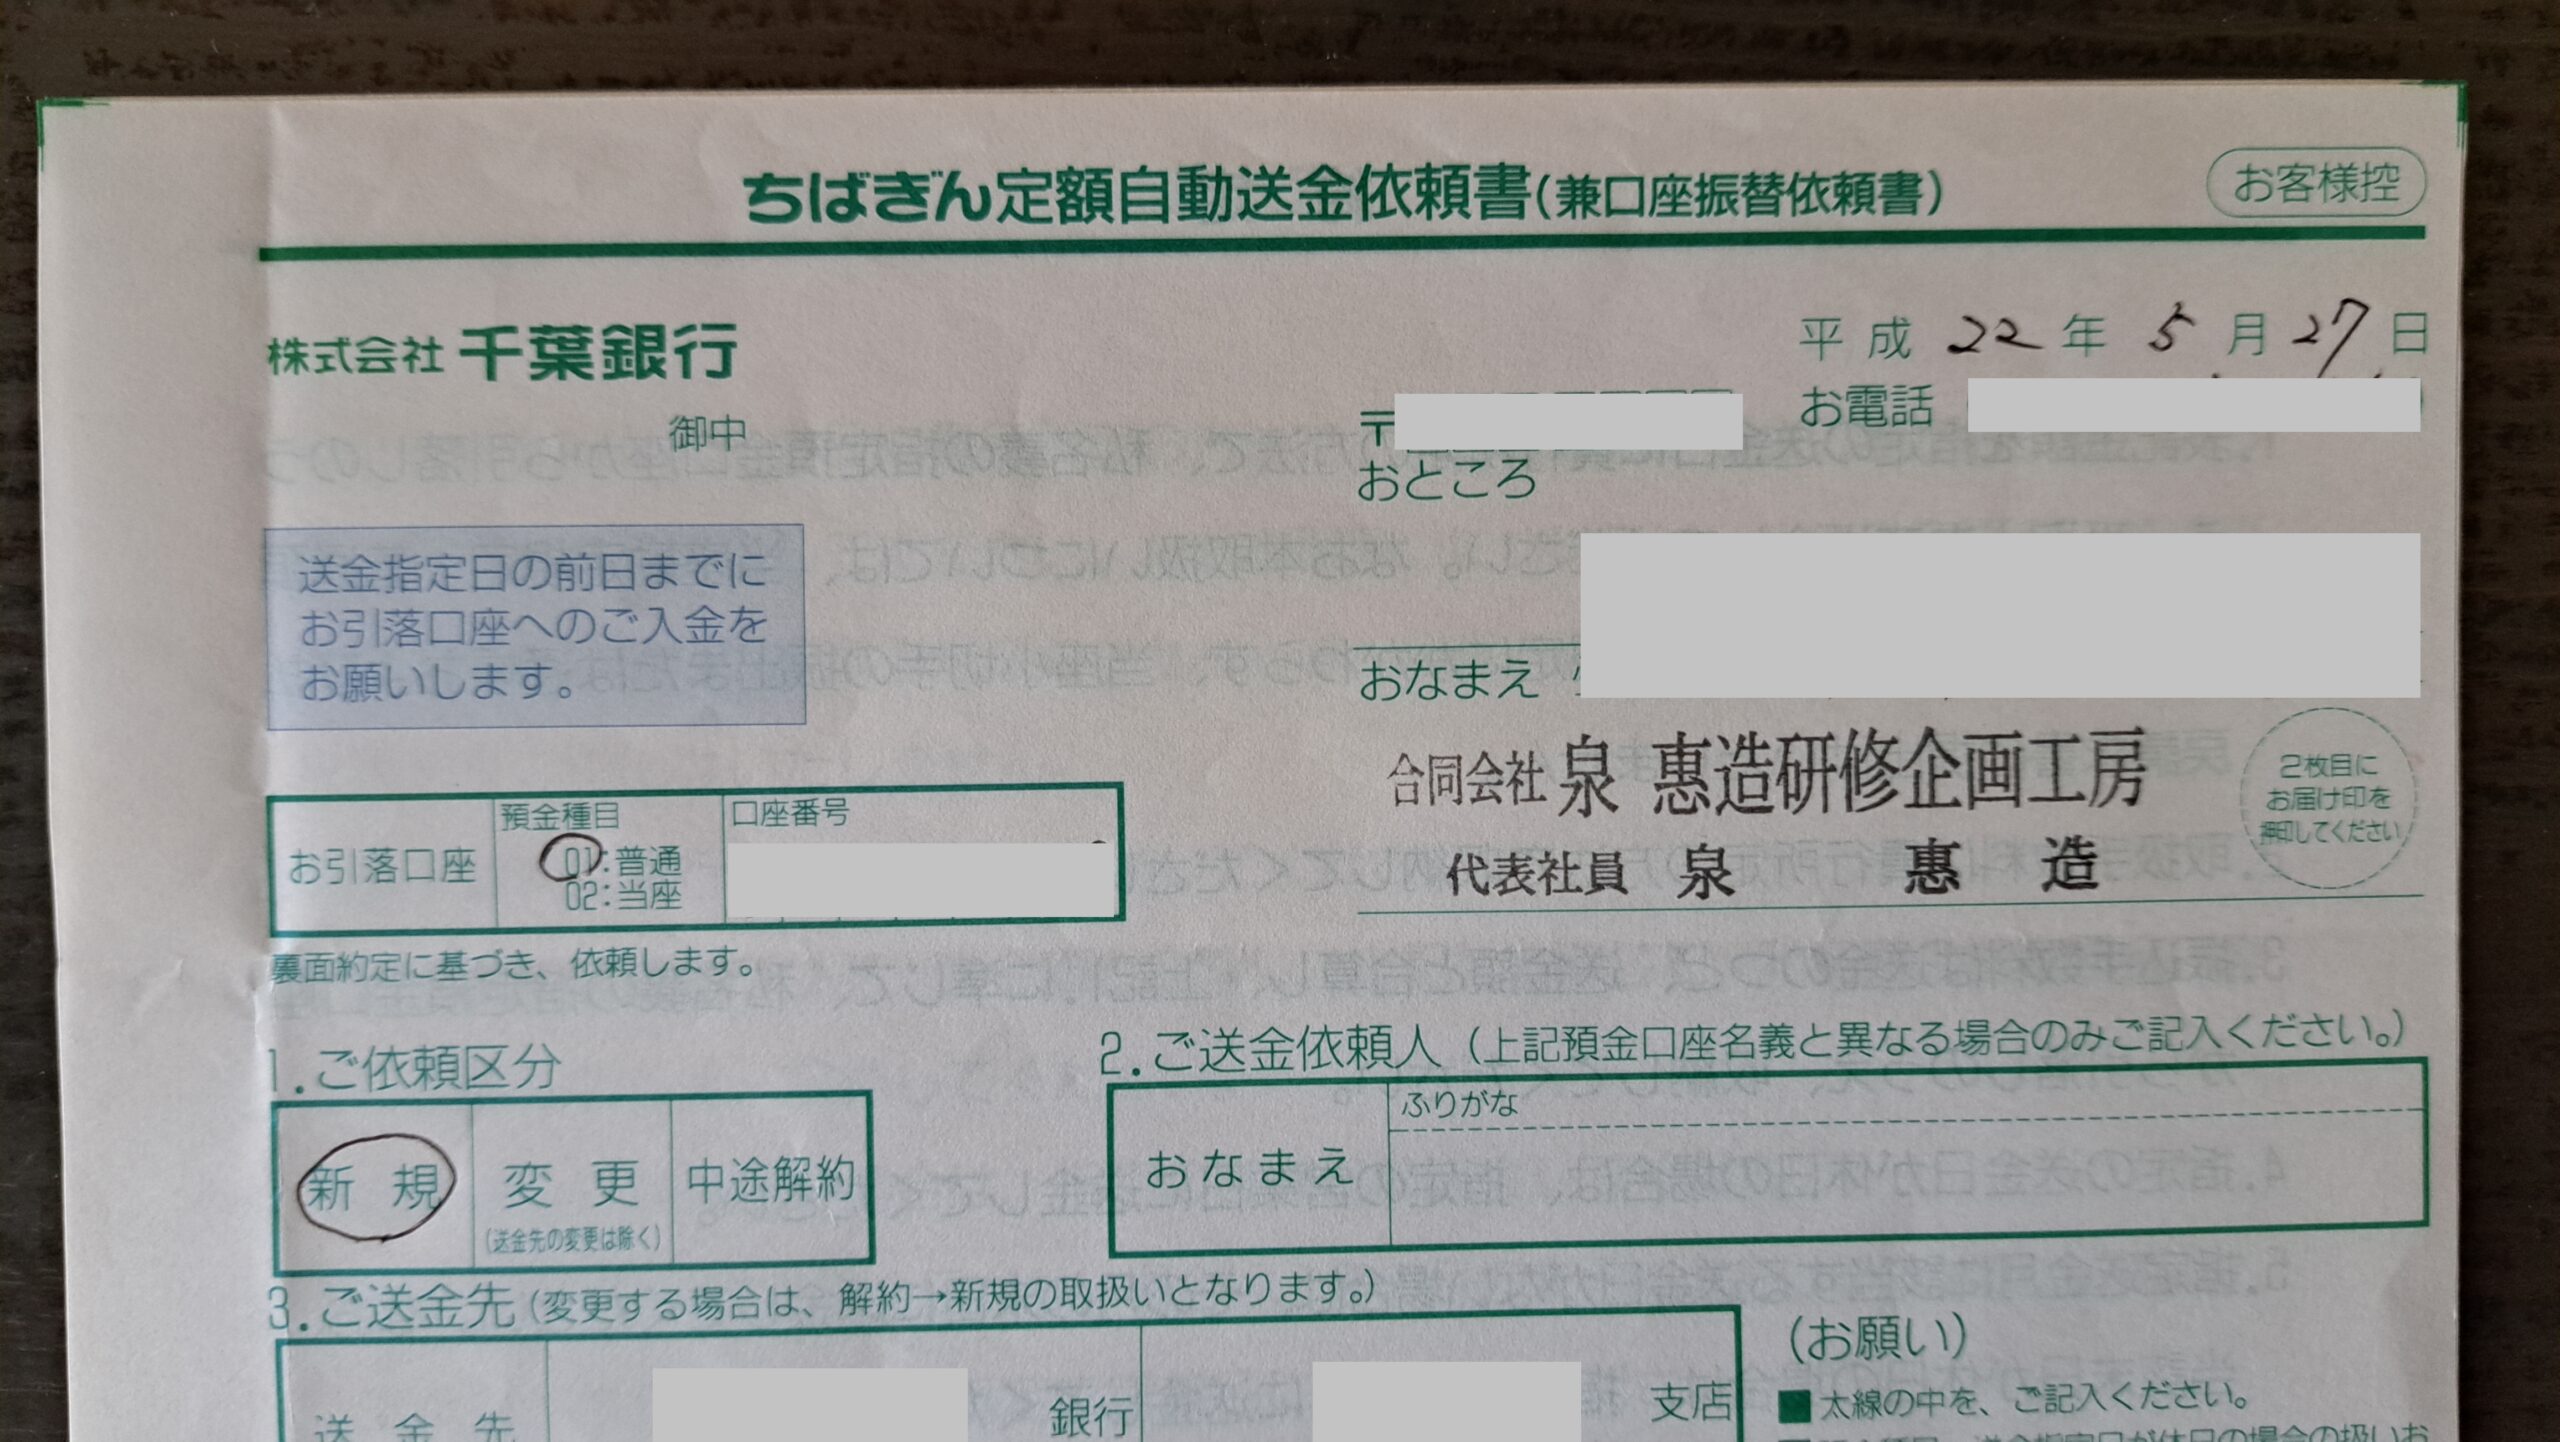 ちばぎん定額自動送金依頼書(兼口座振替依頼書)
お客様控
株式会社 千葉銀行
御中
平成 22 年 5 月 27 日
お電話
〒
おところ
送金指定日の前日までに
お引落口座へのご入金を
お願いします。
おなまえ
合同会社 泉 惠造研修企画工房
代表社員 泉 惠 造
2枚目に
お届け印を
押印してください
お引落口座
預金種目
01:普通
02:当座
口座番号
裏面約定に基づき、依頼します。
1.ご依頼区分
新 規
変 更
(送金先の変更は除く)
中途解約
2.ご送金依頼人(上記預金口座名義と異なる場合のみご記入ください。)
おなまえ
ふりがな
3.ご送金先(変更する場合は、解約→新規の取扱いとなります。)
送 金 先
銀行
支店
(お願い)
■太線の中を、ご記入ください。